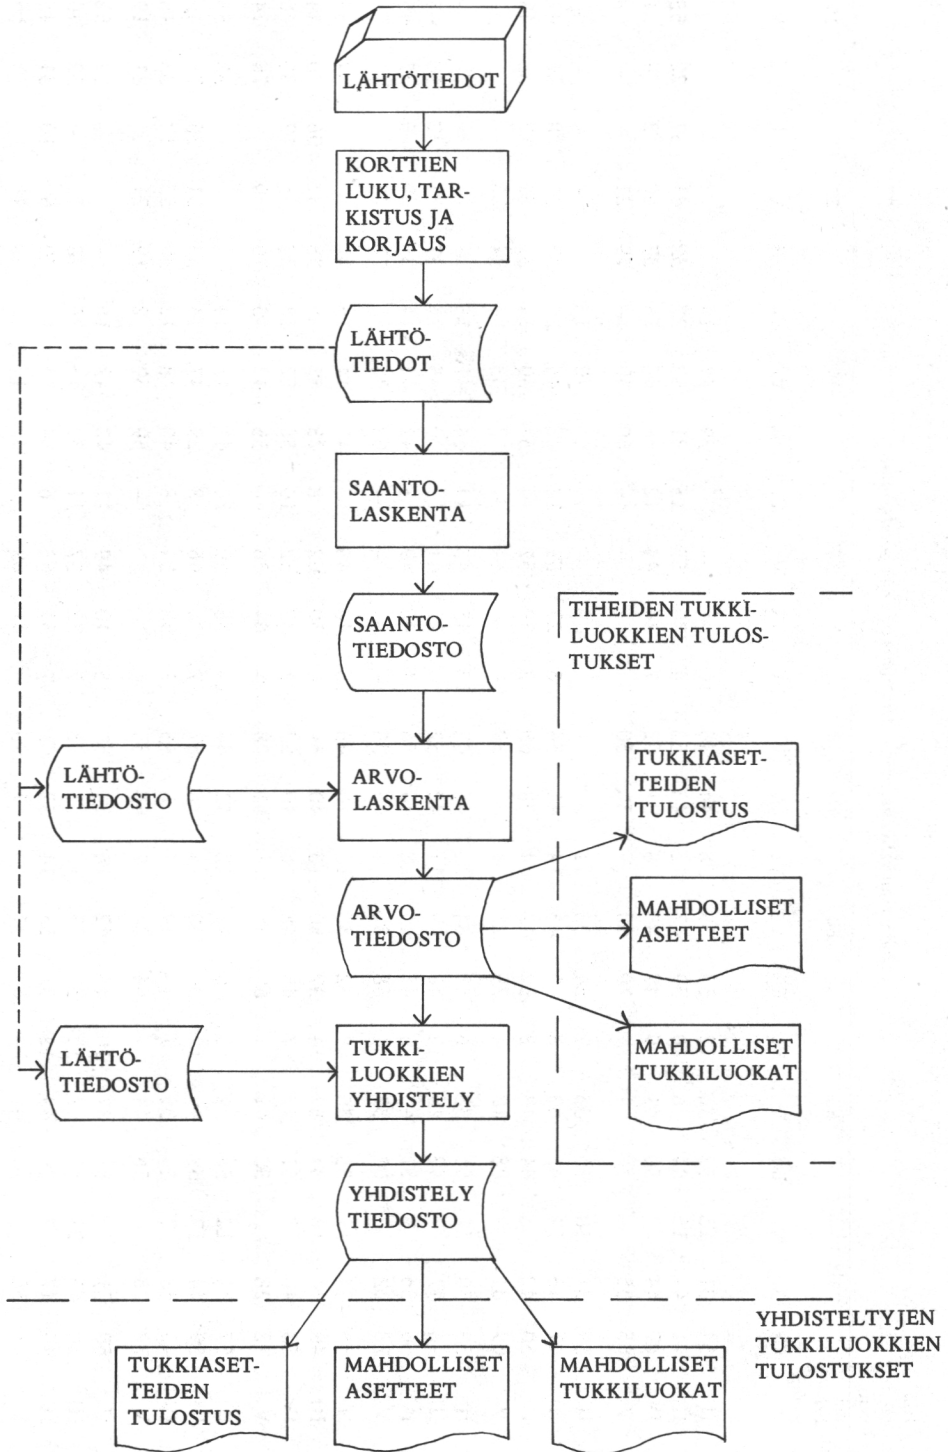 LÄHTÖTIEDOT
KORTTIEN
LUKU, TAR-
KISTUS JA
KORJAUS
LÄHTÖ-
TIEDOT
SAANTO-
LASKENTA
SAANTO-
TIEDOSTO
TIHEIDEN TUKKI-
LUOKKIEN TULOS-
TUKSET
LÄHTÖ-
TIEDOSTO
ARVO-
LASKENTA
TUKKIASET-
TEIDEN
TULOSTUS
ARVO-
TIEDOSTO
MAHDOLLISET
ASETTEET
LÄHTÖ-
TIEDOSTO
TUKKI-
LUOKKIEN
YHDISTELY
MAHDOLLISET
TUKKILUOKAT
YHDISTELY
TIEDOSTO
YHDISTELTYJEN
TUKKILUOKKIEN
TULOSTUKSET
TUKKIASET-
TEIDEN
TULOSTUS
MAHDOLLISET
ASETTEET
MAHDOLLISET
TUKKILUOKAT